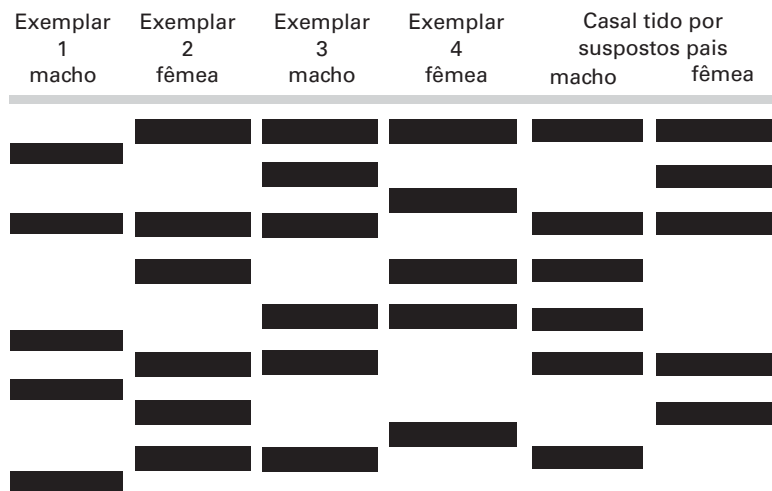 Exemplar
1
macho
Exemplar
2
fêmea
Exemplar
3
macho
Exemplar
4
fêmea
Casal tido por
suspostos pais
macho
fêmea